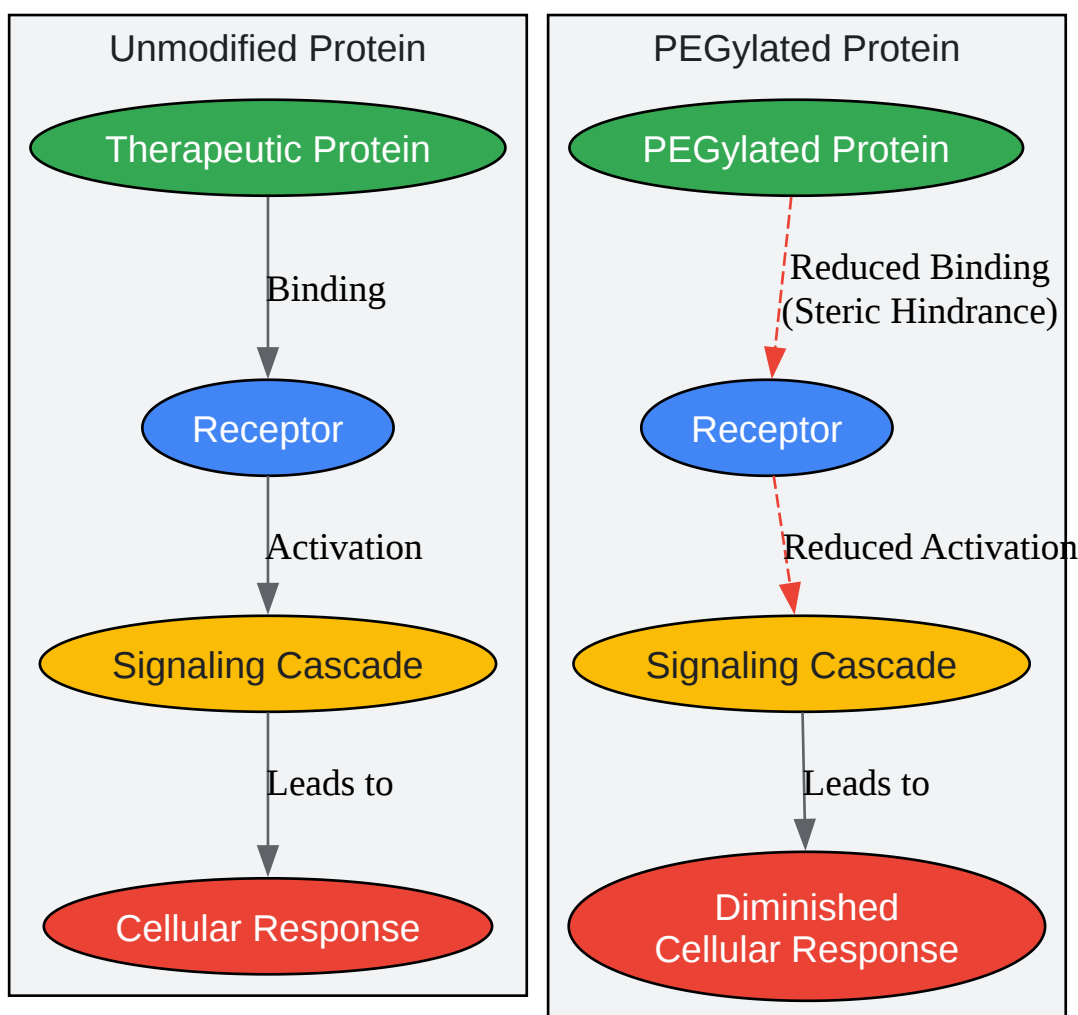 Unmodified Protein
Therapeutic Protein
Binding
Receptor
Activation
Signaling Cascade
Leads to
Cellular Response
PEGylated Protein
PEGylated Protein
Reduced Binding
(Steric Hindrance)
Receptor
Reduced Activation
Signaling Cascade
Leads to
Diminished
Cellular Response